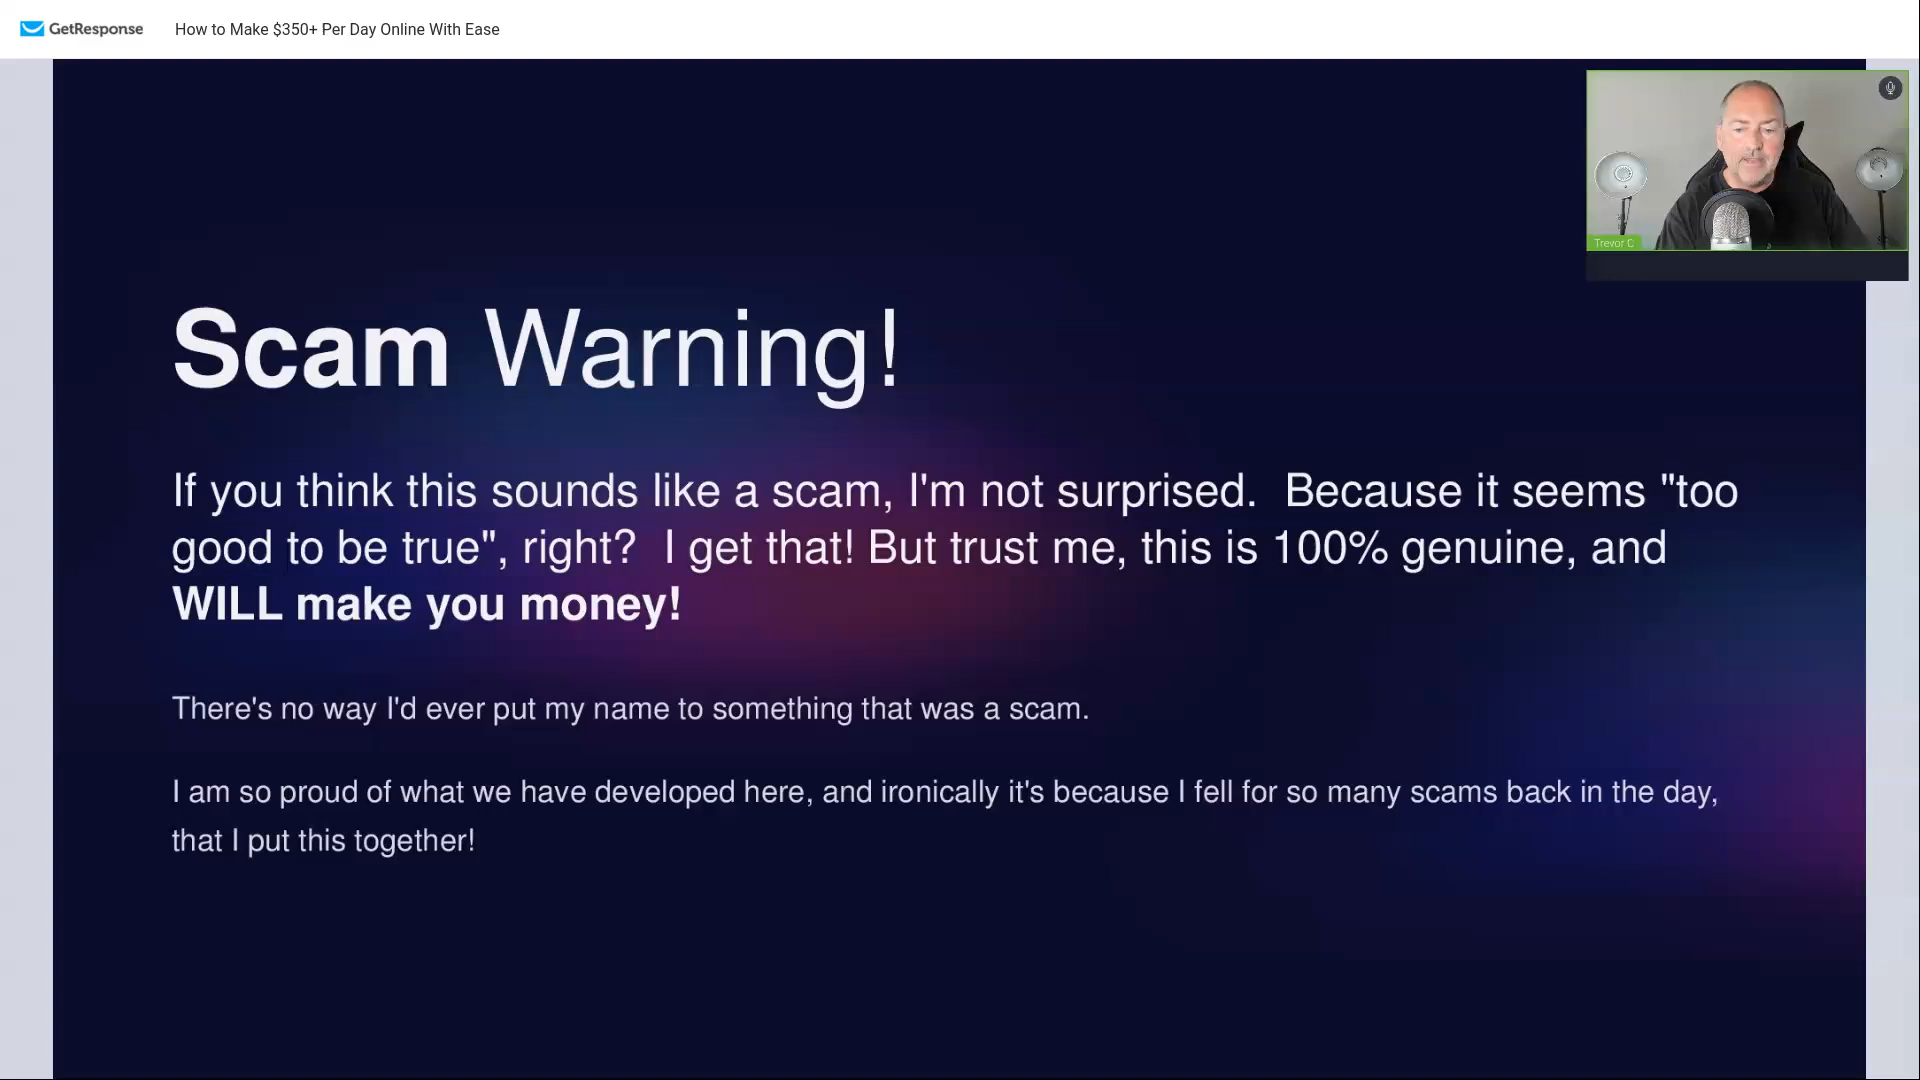 GetResponse How to Make $350+ Per Day Online With Ease
Trevor C
Scam Warning!
If you think this sounds like a scam, I'm not surprised.  Because it seems "too
good to be true", right?  I get that! But trust me, this is 100% genuine, and
WILL make you money!
There's no way I'd ever put my name to something that was a scam.
I am so proud of what we have developed here, and ironically it's because I fell for so many scams back in the day,
that I put this together!